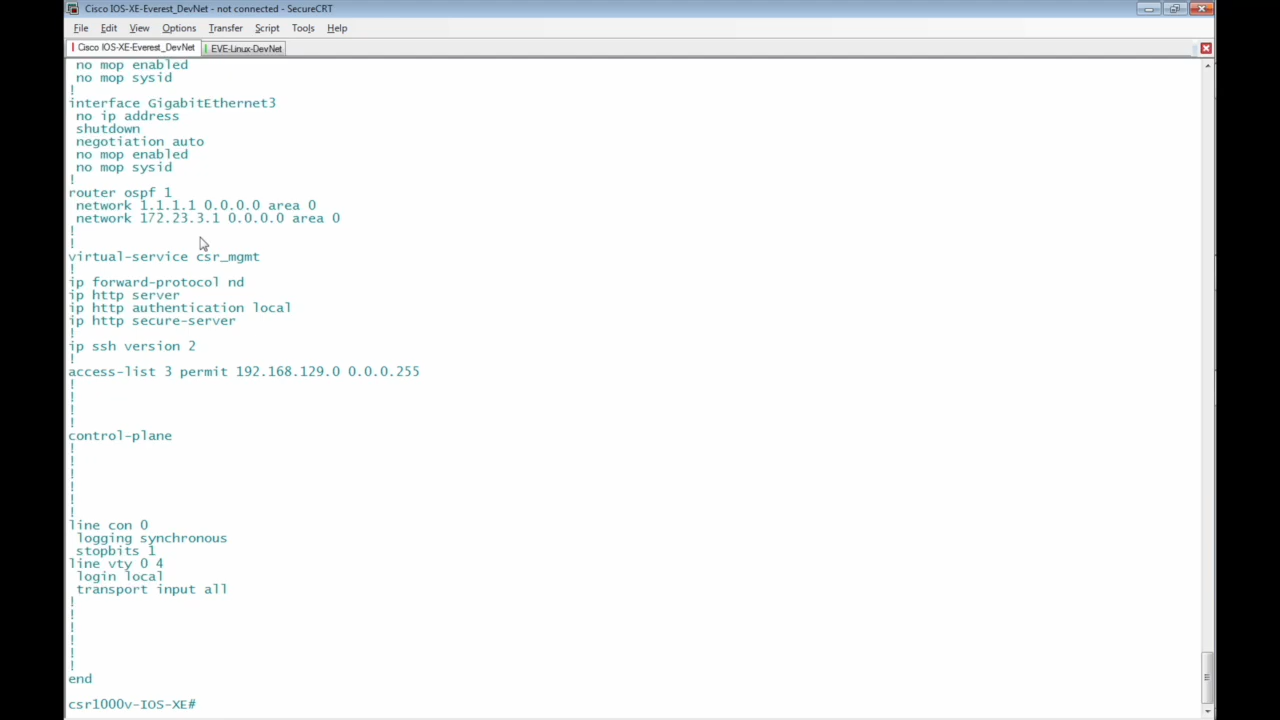 Cisco IOS-XE-Everest_DevNet - not connected - SecureCRT
File Edit View Options Transfer Script Tools Help
Cisco IOS-XE-Everest_DevNet EVE-Linux-DevNet
no mop enabled
no mop sysid
!
interface GigabitEthernet3
no ip address
shutdown
negotiation auto
no mop enabled
no mop sysid
!
router ospf 1
network 1.1.1.1 0.0.0.0 area 0
network 172.23.3.1 0.0.0.0 area 0
!
!
virtual-service csr_mgmt
!
ip forward-protocol nd
ip http server
ip http authentication local
ip http secure-server
!
ip ssh version 2
!
access-list 3 permit 192.168.129.0 0.0.0.255
!
!
!
!
control-plane
!
!
!
!
!
!
line con 0
logging synchronous
stopbits 1
line vty 0 4
login local
transport input all
!
!
!
!
!
!
end
csr1000v-IOS-XE#